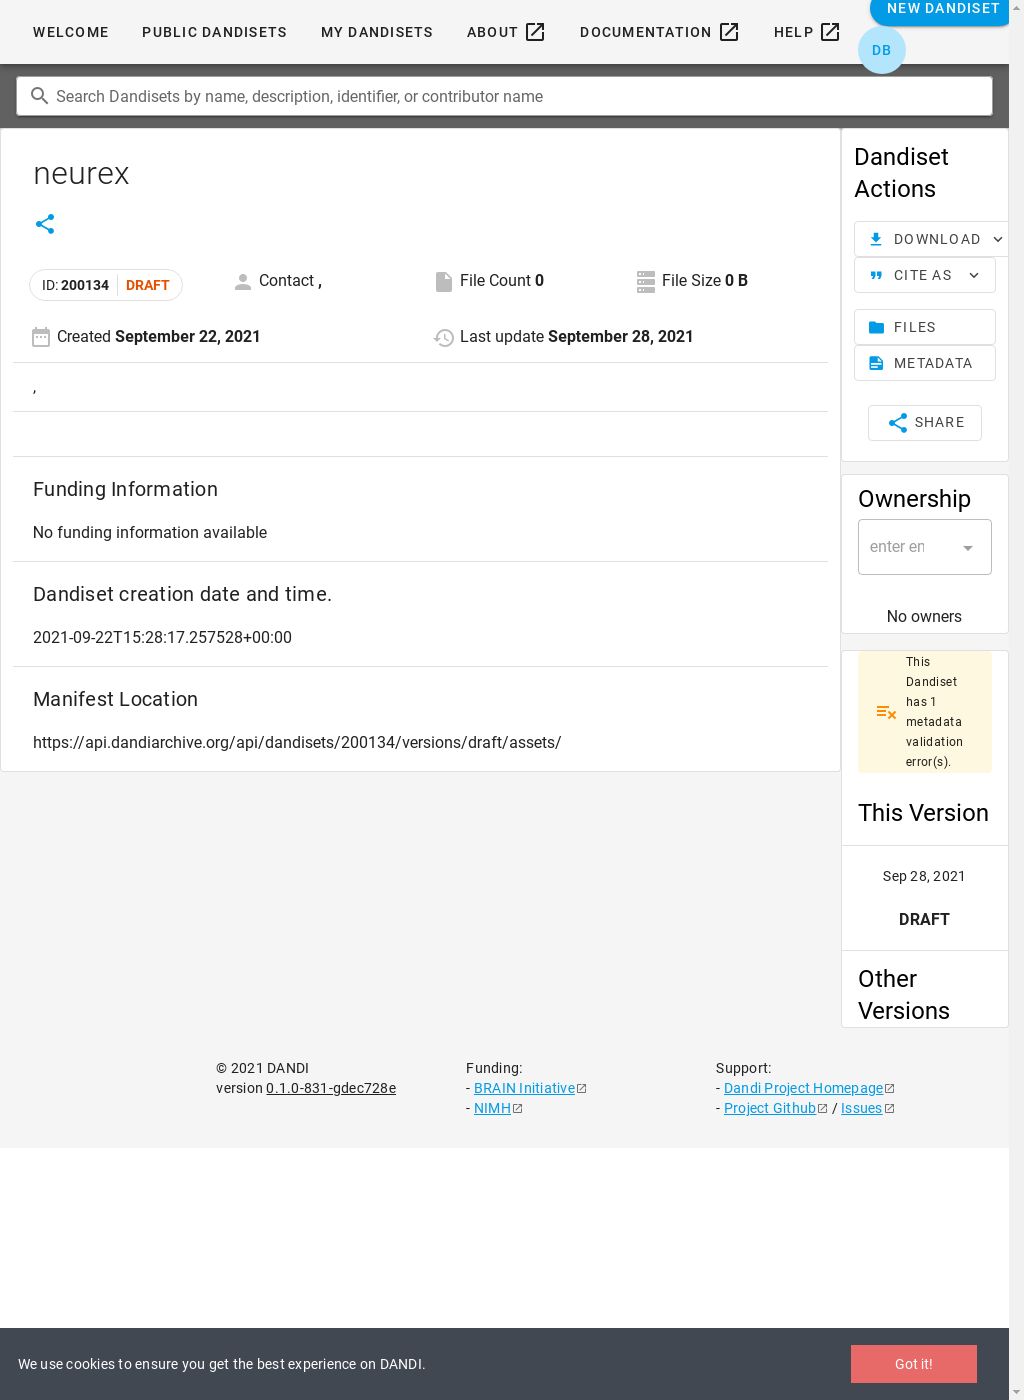 WELCOME PUBLIC DANDISETS MY DANDISETS ABOUT DOCUMENTATION HELP NEW DANDISET
DB
Search Dandisets by name, description, identifier, or contributor name
neurex
ID: 200134 DRAFT Contact , File Count 0 File Size 0 B
Created September 22, 2021 Last update September 28, 2021
,
Funding Information
No funding information available
Dandiset creation date and time.
2021-09-22T15:28:17.257528+00:00
Manifest Location
https://api.dandiarchive.org/api/dandisets/200134/versions/draft/assets/
Dandiset
Actions
DOWNLOAD
CITE AS
FILES
METADATA
SHARE
Ownership
enter en
No owners
This
Dandiset
has 1
metadata
validation
error(s).
This Version
Sep 28, 2021
DRAFT
Other
Versions
© 2021 DANDI
version 0.1.0-831-gdec728e
Funding:
- BRAIN Initiative
- NIMH
Support:
- Dandi Project Homepage
- Project Github / Issues
We use cookies to ensure you get the best experience on DANDI.
Got it!